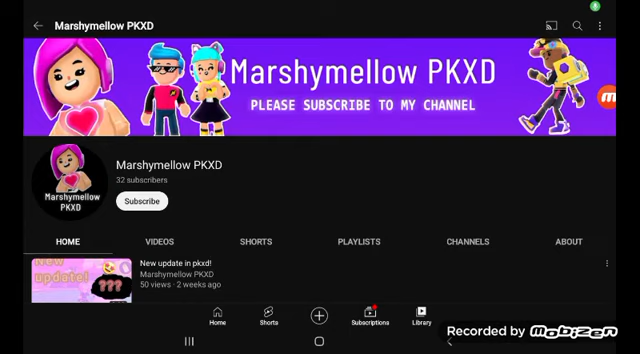 Marshymellow PKXD
Marshymellow PKXD
PLEASE SUBSCRIBE TO MY CHANNEL
Marshymellow PKXD
Marshymellow PKXD
32 subscribers
Subscribe
HOME
VIDEOS
SHORTS
PLAYLISTS
CHANNELS
ABOUT
New update!
???
New update in pkxd!
Marshymellow PKXD
50 views · 2 weeks ago
Home
Shorts
Subscriptions
Library
Recorded by Mobizen